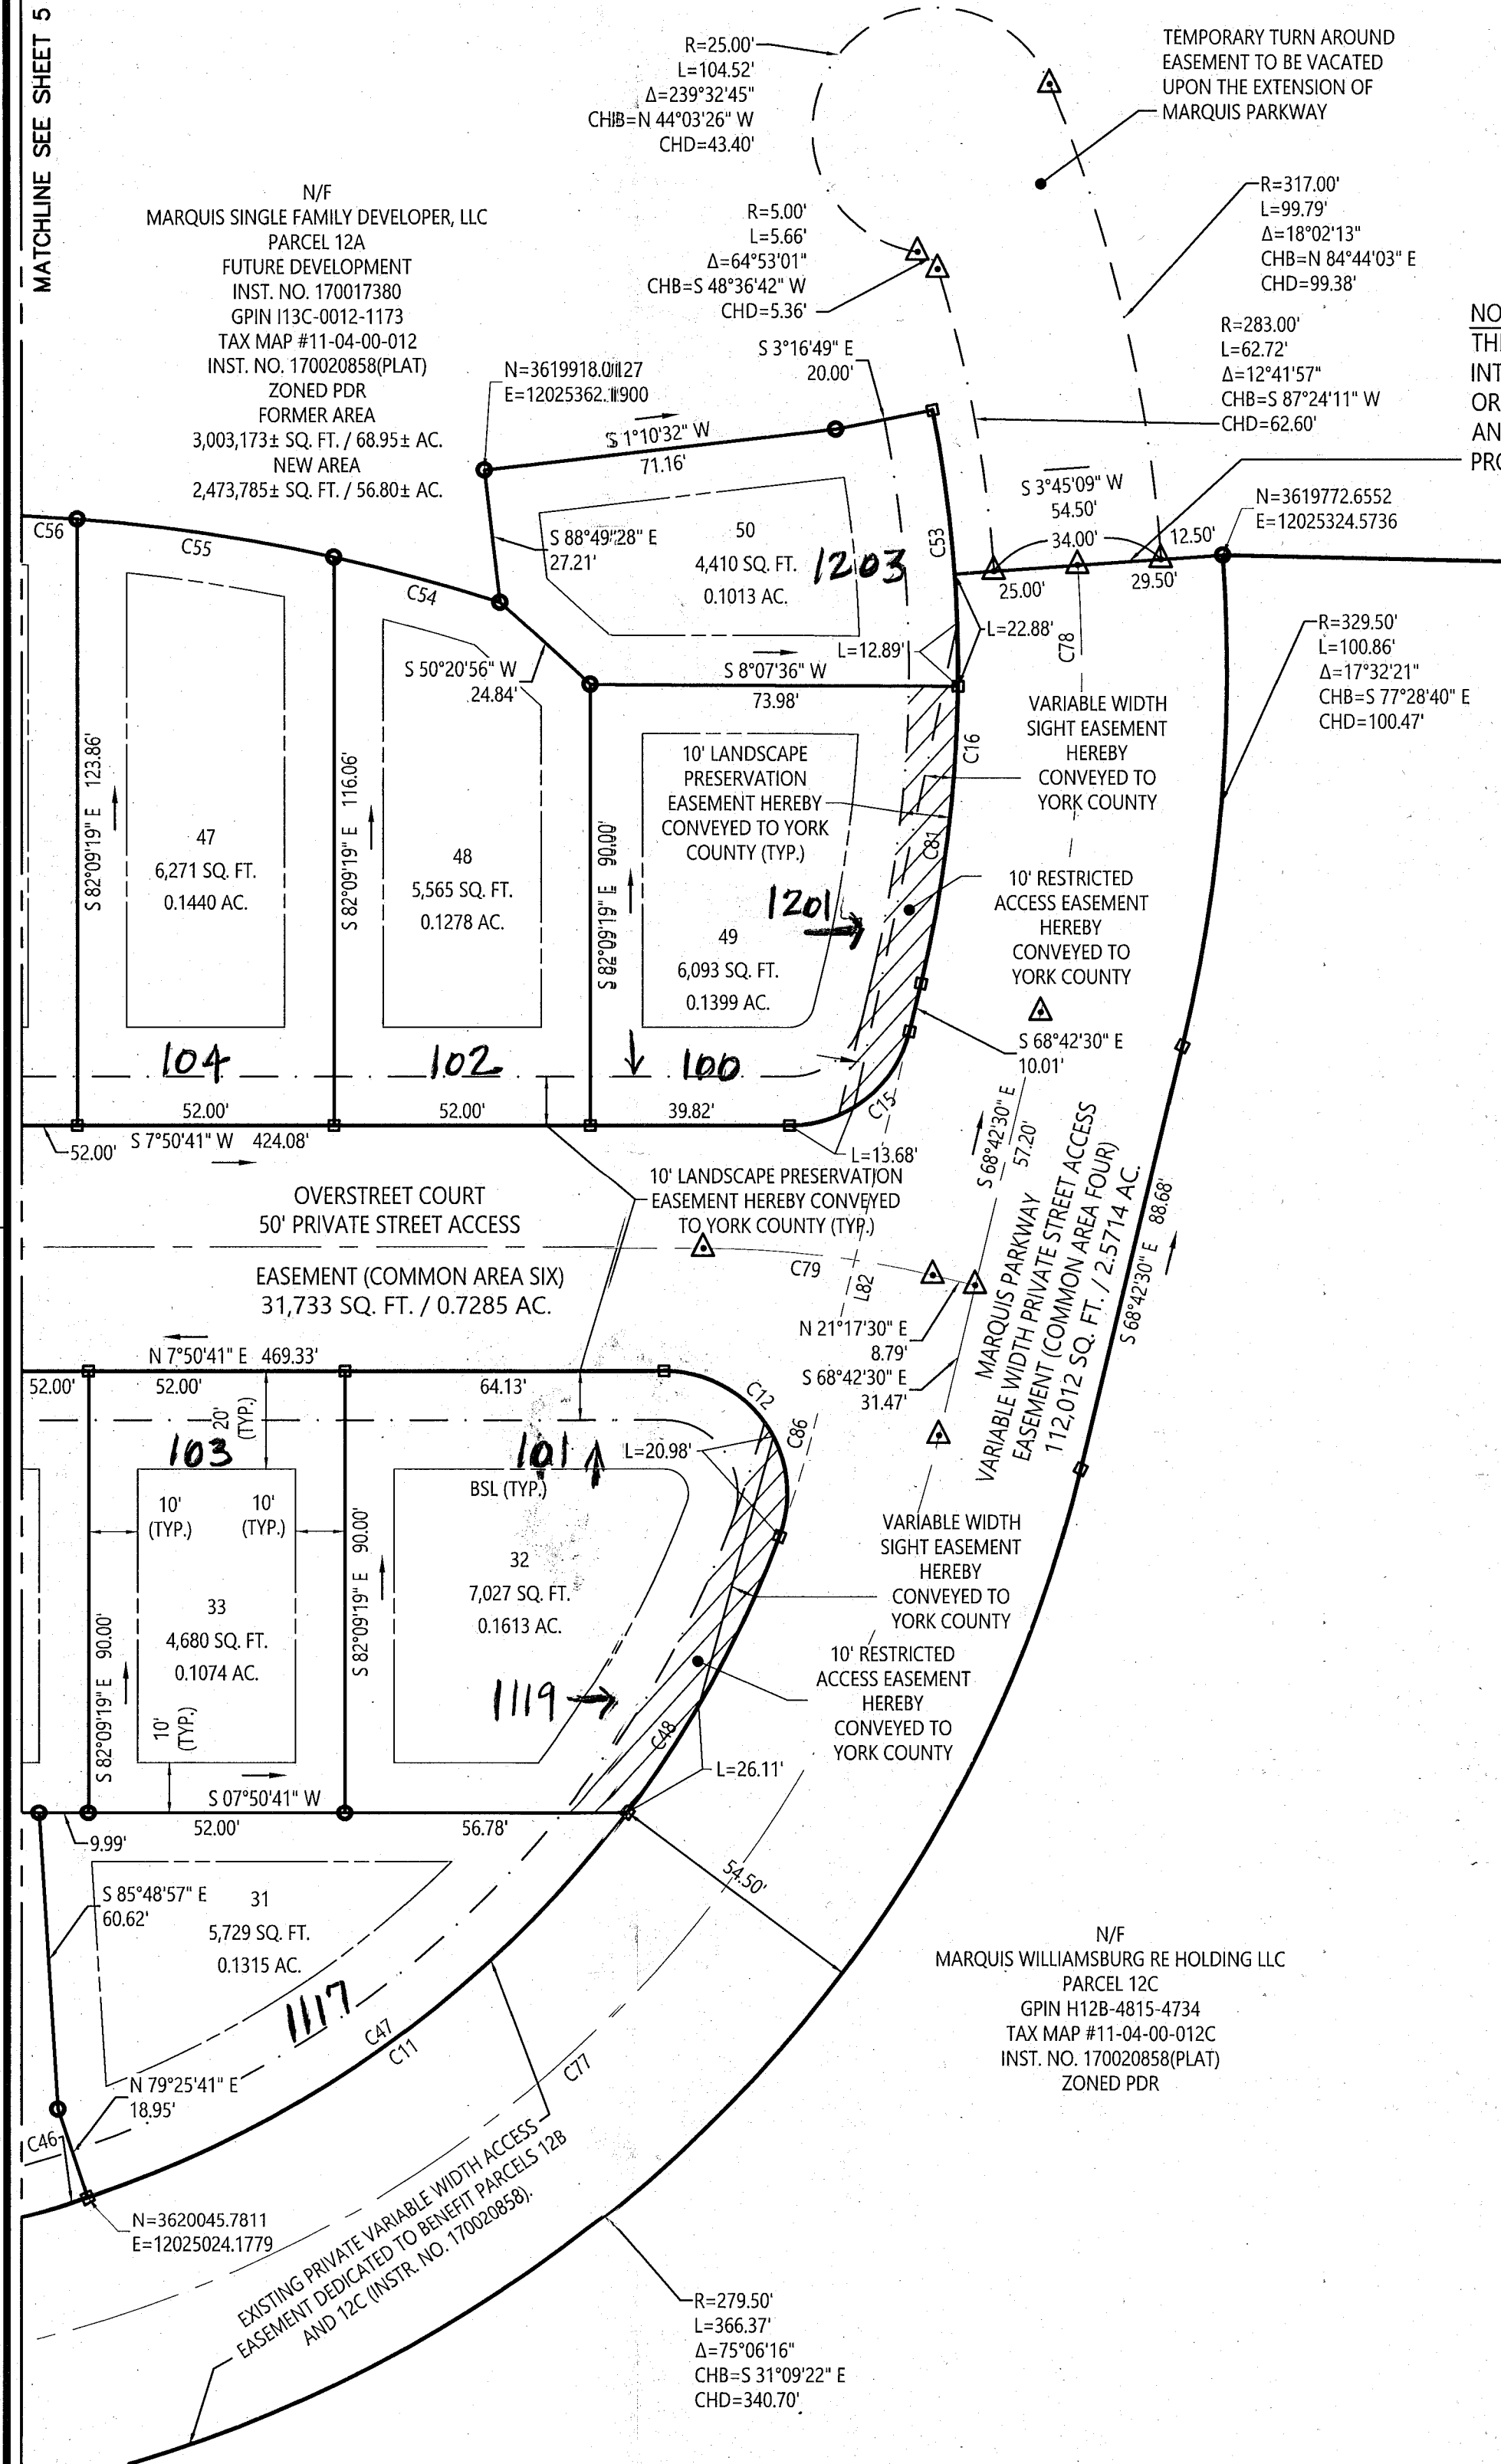 MATCHLINE SEE SHEET 5
R=25.00'
L=104.52'
Δ=239°32'45"
CHB=N 44°03'26" W
CHD=43.40'
TEMPORARY TURN AROUND
EASEMENT TO BE VACATED
UPON THE EXTENSION OF
MARQUIS PARKWAY
N/F
MARQUIS SINGLE FAMILY DEVELOPER, LLC
PARCEL 12A
FUTURE DEVELOPMENT
INST. NO. 170017380
GPIN I13C-0012-1173
TAX MAP #11-04-00-012
INST. NO. 170020858(PLAT)
ZONED PDR
FORMER AREA
3,003,173± SQ. FT. / 68.95± AC.
NEW AREA
2,473,785± SQ. FT. / 56.80± AC.
R=5.00'
L=5.66'
Δ=64°53'01"
CHB=S 48°36'42" W
CHD=5.36'
R=317.00'
L=99.79'
Δ=18°02'13"
CHB=N 84°44'03" E
CHD=99.38'
R=283.00'
L=62.72'
Δ=12°41'57"
CHB=S 87°24'11" W
CHD=62.60'
NO
TH
INT
OR
AN
PRO
S 3°16'49" E
20.00'
E=12025362.
S 1°10'32" W
71.16'
S 3°45'09" W
54.50'
34.00'
12.50'
25.00'
29.50'
N=3619772.6552
E=12025324.5736
C56
C55
C54
C53
S 88°49'28" E
27.21'
50
4,410 SQ. FT.
0.1013 AC.
1203
S 50°20'56" W
24.84'
L=12.89'
L=22.88'
C78
S 8°07'36" W
73.98'
R=329.50'
L=100.86'
Δ=17°32'21"
CHB=S 77°28'40" E
CHD=100.47'
S 82°09'19" E 123.86'
47
6,271 SQ. FT.
0.1440 AC.
S 82°09'19" E 116.06'
48
5,565 SQ. FT.
0.1278 AC.
S 82°09'19" E 90.00'
10' LANDSCAPE
PRESERVATION
EASEMENT HEREBY
CONVEYED TO YORK
COUNTY (TYP.)
C16
C81
VARIABLE WIDTH
SIGHT EASEMENT
HEREBY
CONVEYED TO
YORK COUNTY
10' RESTRICTED
ACCESS EASEMENT
HEREBY
CONVEYED TO
YORK COUNTY
1201
49
6,093 SQ. FT.
0.1399 AC.
S 68°42'30" E
10.01'
104
102
100
C15
52.00'
52.00'
39.82'
52.00'
S 7°50'41" W 424.08'
L=13.68'
S 68°42'30" E
57.20'
OVERSTREET COURT
50' PRIVATE STREET ACCESS
EASEMENT (COMMON AREA SIX)
31,733 SQ. FT. / 0.7285 AC.
10' LANDSCAPE PRESERVATION
EASEMENT HEREBY CONVEYED
TO YORK COUNTY (TYP.)
C79
L82
N 21°17'30" E
8.79'
S 68°42'30" E
31.47'
MARQUIS PARKWAY
VARIABLE WIDTH PRIVATE STREET ACCESS
EASEMENT (COMMON AREA FOUR)
112,012 SQ. FT. / 2.5714 AC.
S 68°42'30" E 88.68'
N 7°50'41" E 469.33'
52.00'
52.00'
64.13'
C12
C86
20'
(TYP.)
103
101
L=20.98'
BSL (TYP.)
10'
(TYP.)
10'
(TYP.)
S 82°09'19" E 90.00'
33
4,680 SQ. FT.
0.1074 AC.
10'
(TYP.)
S 82°09'19" E 90.00'
32
7,027 SQ. FT.
0.1613 AC.
1119
C48
VARIABLE WIDTH
SIGHT EASEMENT
HEREBY
CONVEYED TO
YORK COUNTY
10' RESTRICTED
ACCESS EASEMENT
HEREBY
CONVEYED TO
YORK COUNTY
L=26.11'
S 07°50'41" W
52.00'
56.78'
9.99'
54.50'
S 85°48'57" E
60.62'
31
5,729 SQ. FT.
0.1315 AC.
1117
C47
C11
C77
N 79°25'41" E
18.95'
C46
N=3620045.7811
E=12025024.1779
EXISTING PRIVATE VARIABLE WIDTH ACCESS
EASEMENT DEDICATED TO BENEFIT PARCELS 12B
AND 12C (INSTR. NO. 170020858).
N/F
MARQUIS WILLIAMSBURG RE HOLDING LLC
PARCEL 12C
GPIN H12B-4815-4734
TAX MAP #11-04-00-012C
INST. NO. 170020858(PLAT)
ZONED PDR
R=279.50'
L=366.37'
Δ=75°06'16"
CHB=S 31°09'22" E
CHD=340.70'